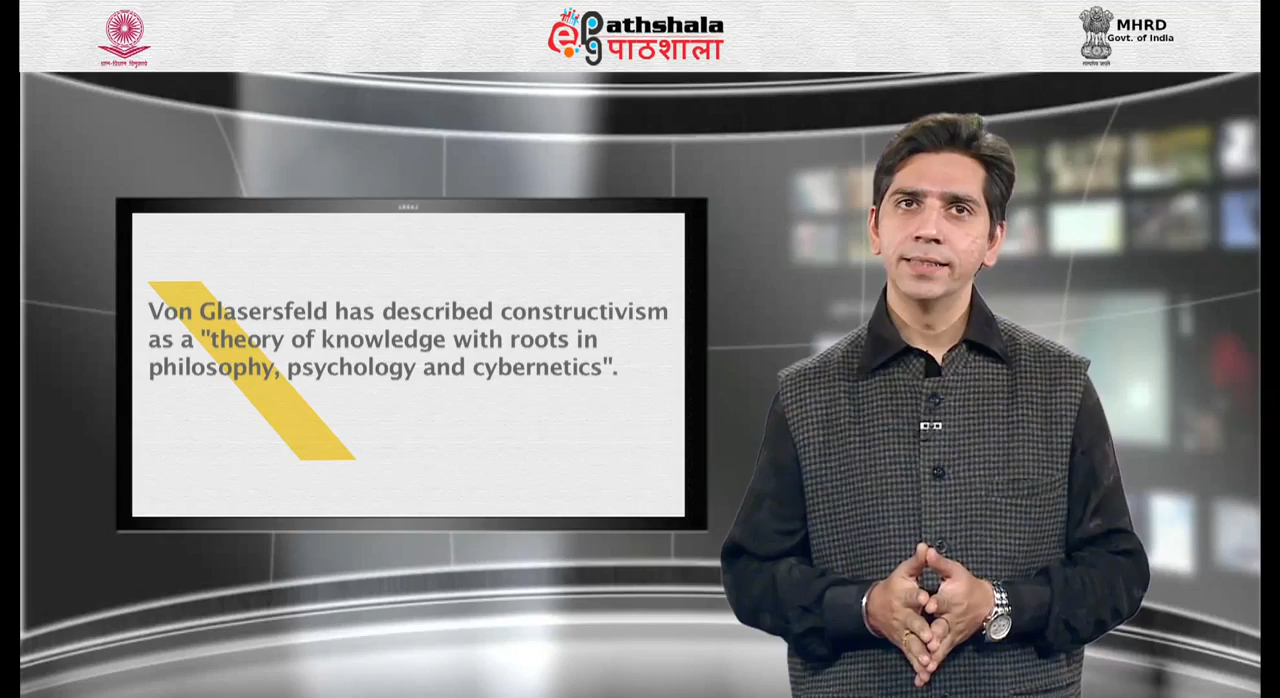 epg
athshala
पाठशाला
MHRD
Govt. of India
Von Glasersfeld has described constructivism
as a "theory of knowledge with roots in
philosophy, psychology and cybernetics".